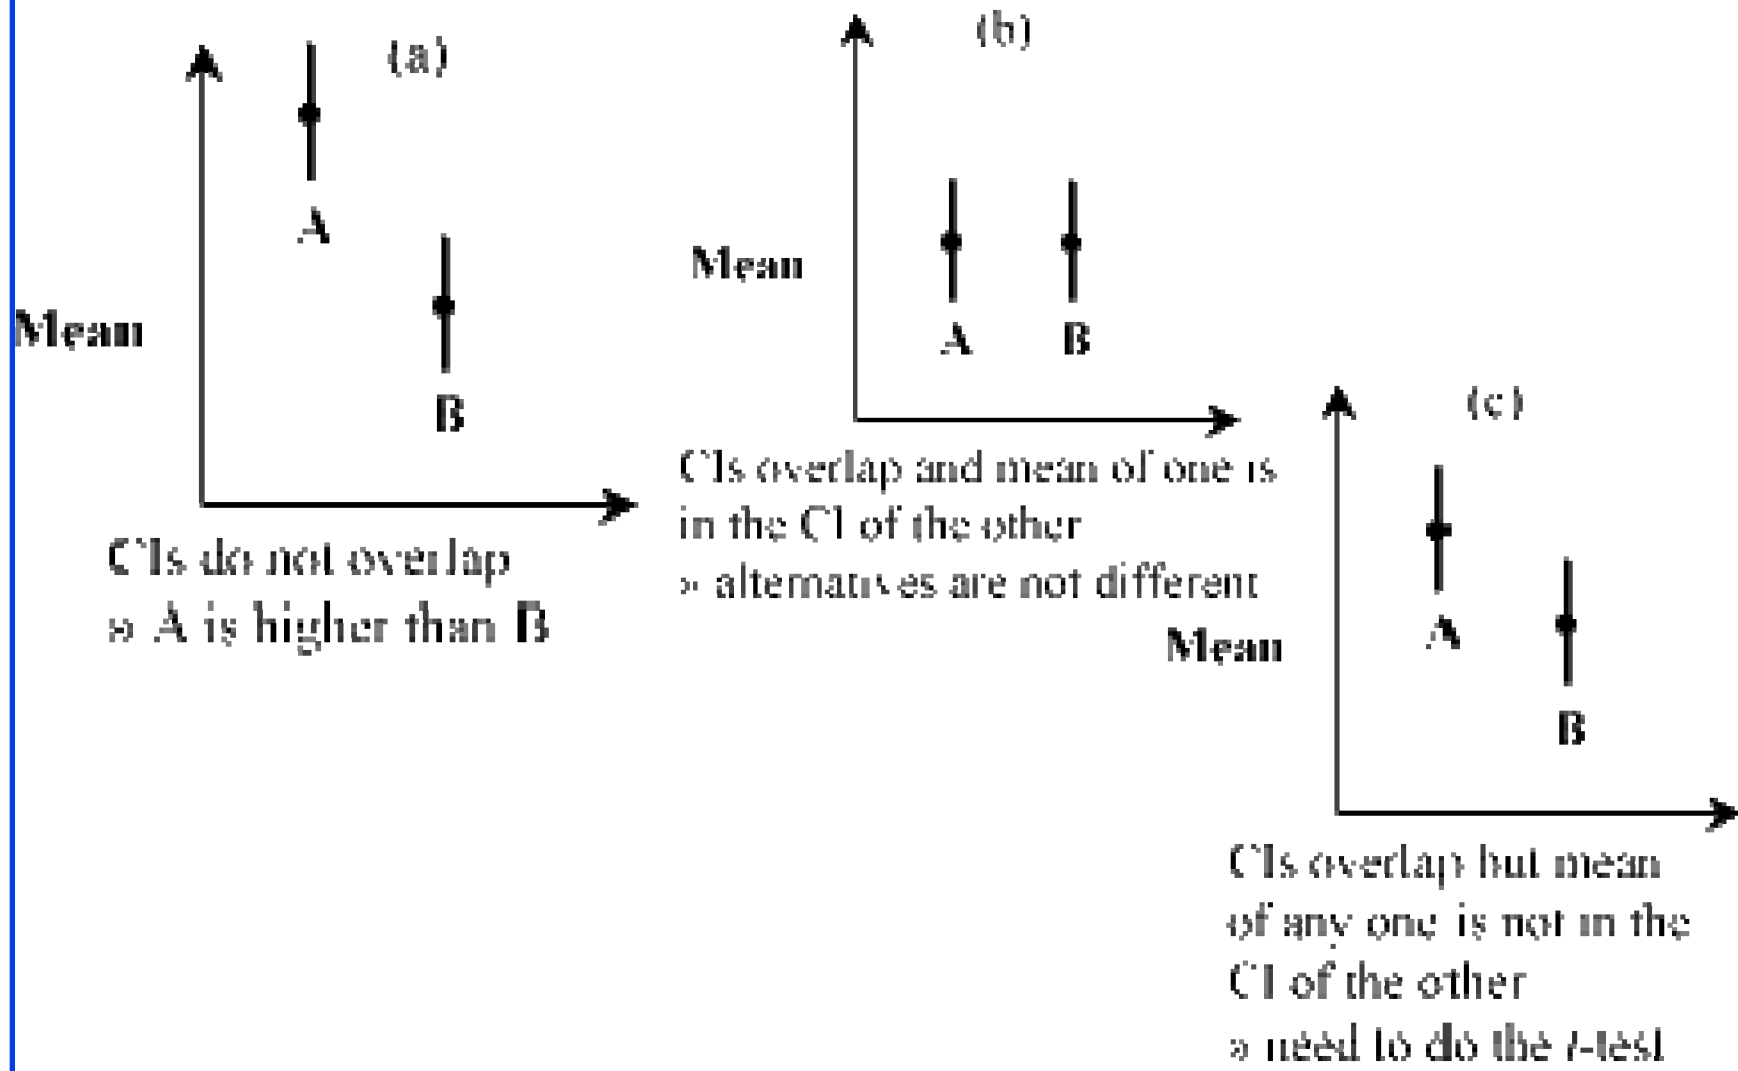 (a)
A
B
Mean
CIs do not overlap
» A is higher than B
(b)
Mean
A
B
CIs overlap and mean of one is
in the CI of the other
» alternatives are not different
(c)
A
Mean
B
CIs overlap but mean
of any one is not in the
CI of the other
» need to do the t-test